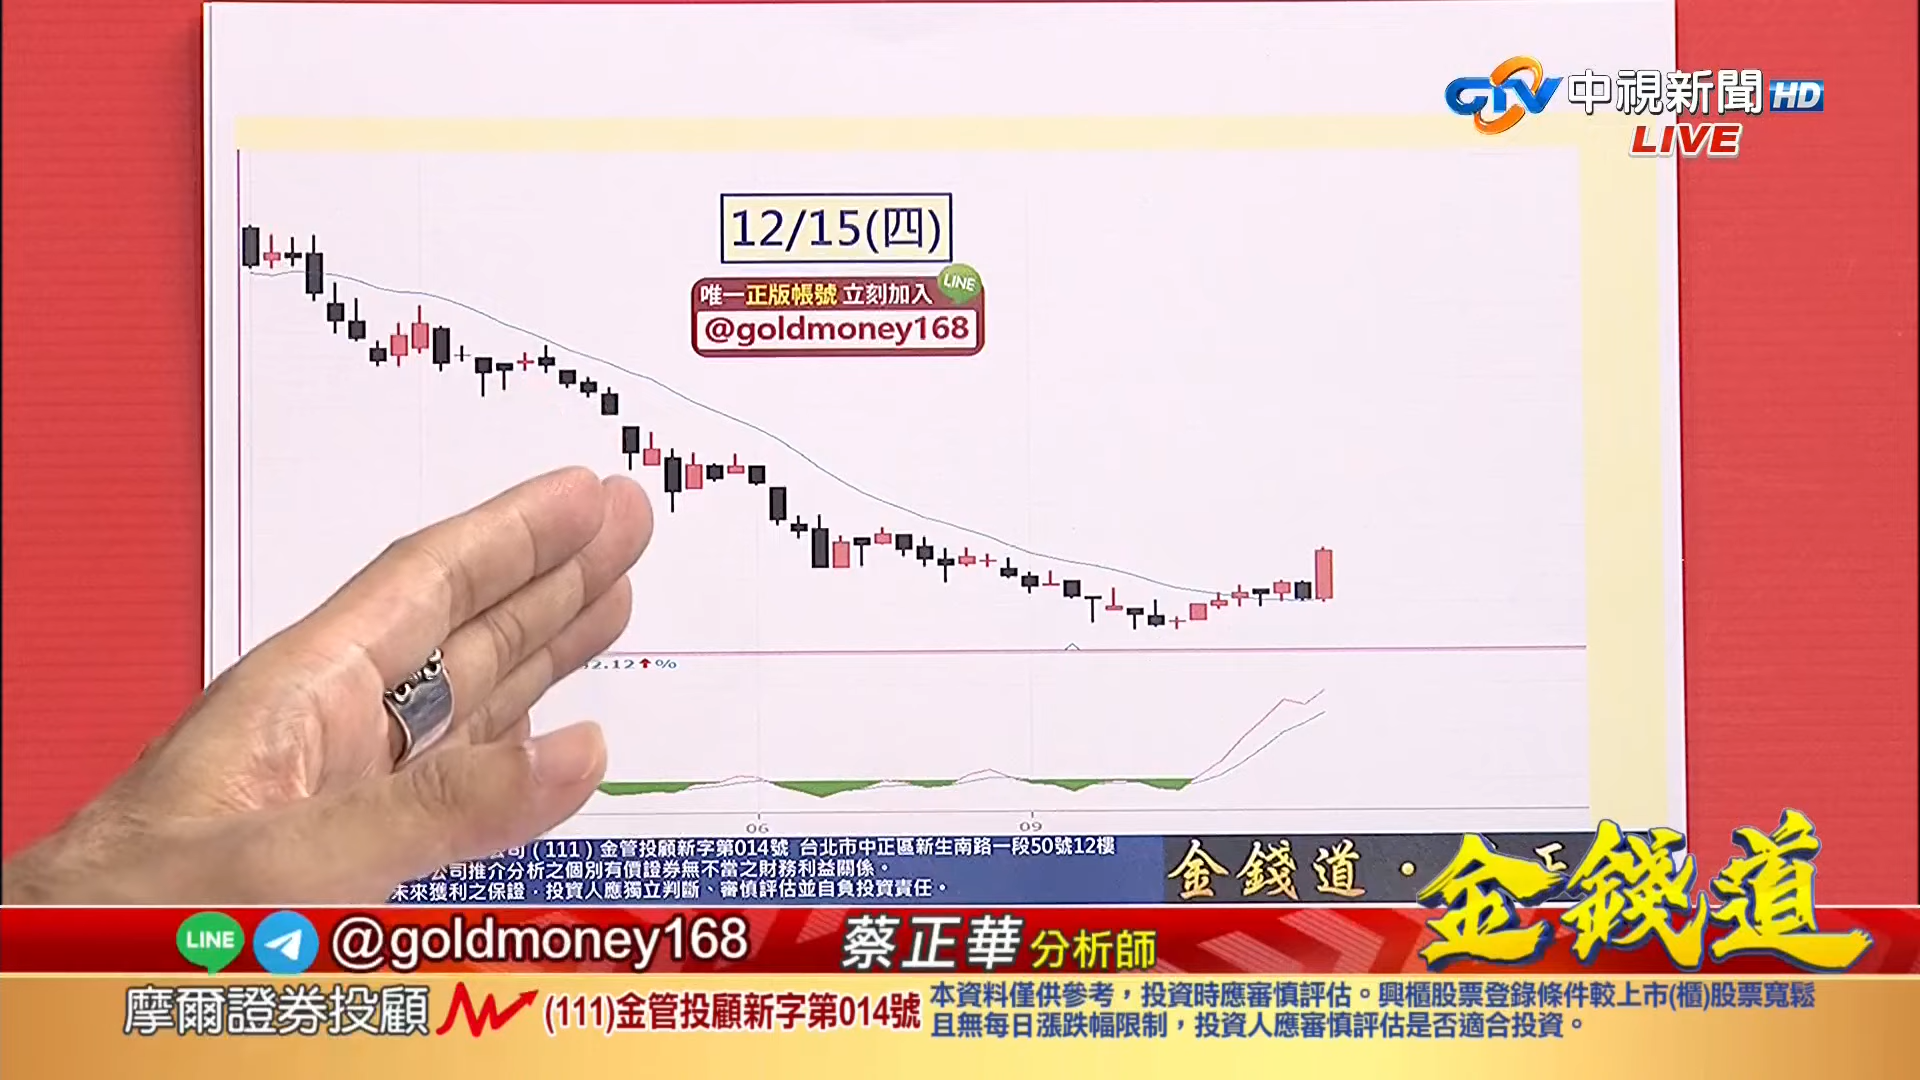 CTV 中視新聞 HD
LIVE
12/15(四)
LINE
唯一正版帳號 立刻加入
@goldmoney168
2.12↑%
06
09
(111)金管投顧新字第014號 台北市中正區新生南路一段50號12樓
公司推介分析之個別有價證券無不當之財務利益關係。
未來獲利之保證，投資人應獨立判斷、審慎評估並自負投資責任。
金錢道・
金錢道
LINE @goldmoney168 蔡正華 分析師
摩爾證券投顧 (111)金管投顧新字第014號
本資料僅供參考，投資時應審慎評估。興櫃股票登錄條件較上市(櫃)股票寬鬆
且無每日漲跌幅限制，投資人應審慎評估是否適合投資。